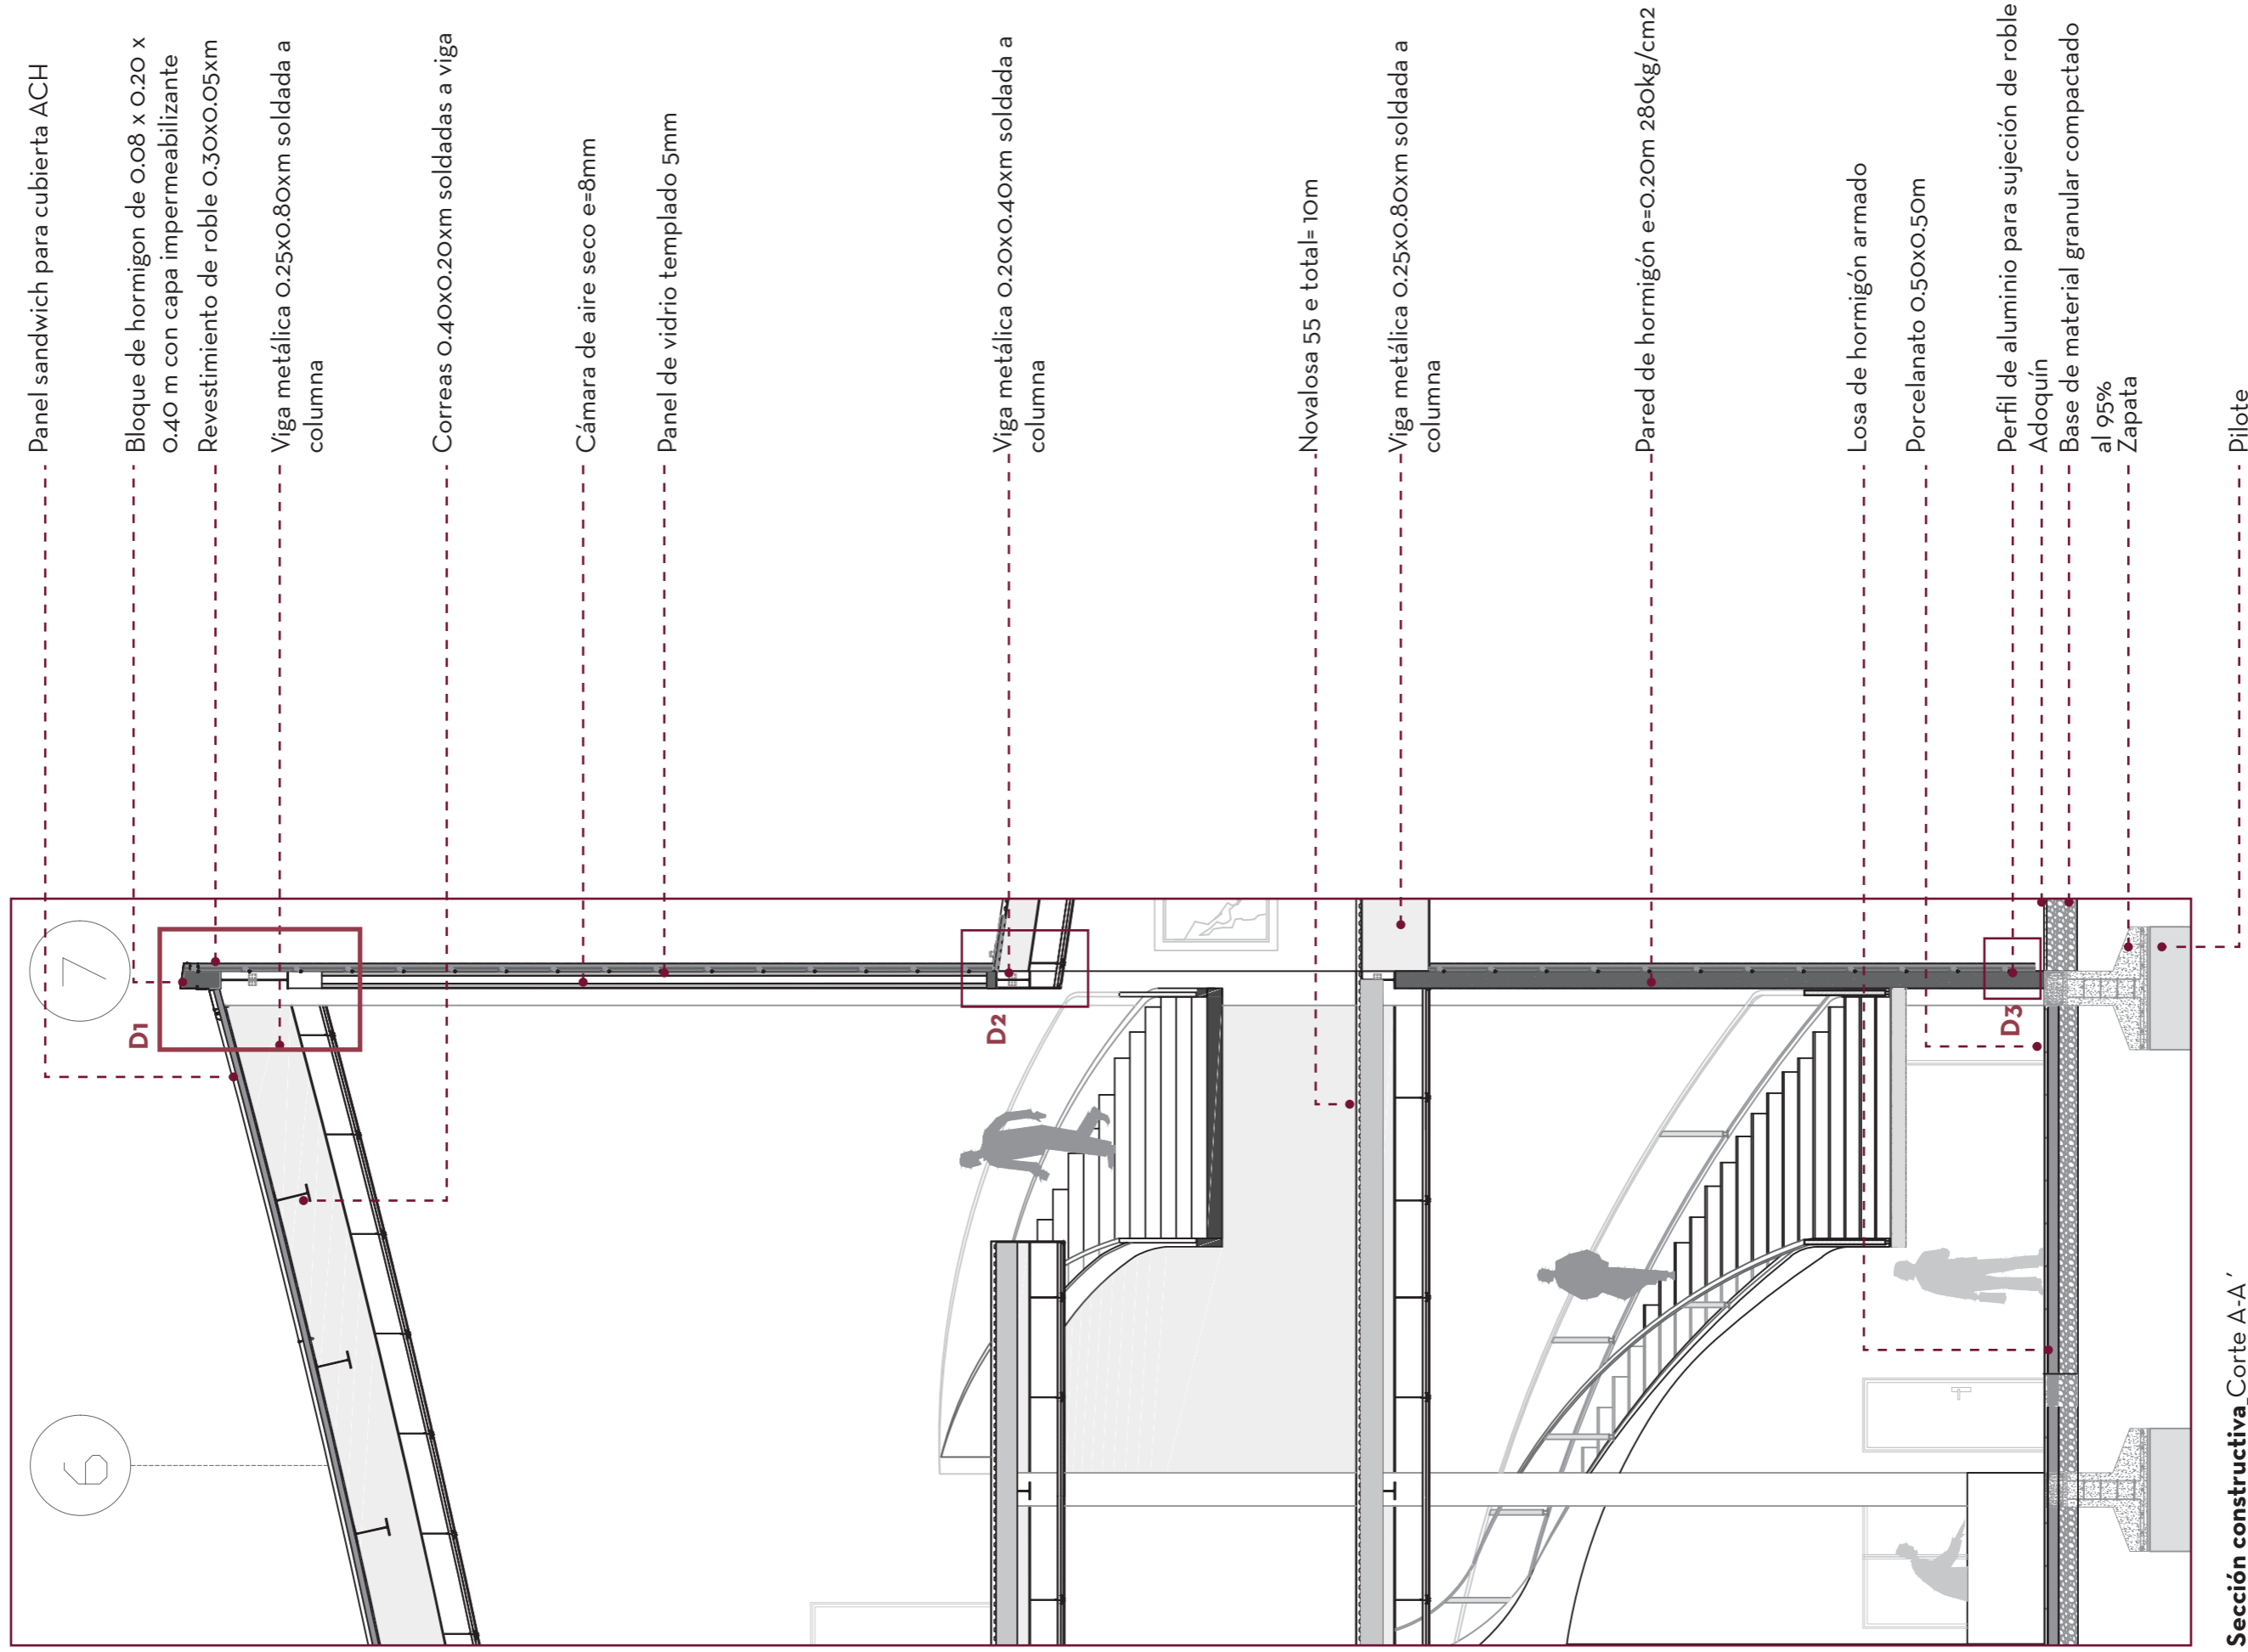 Panel sandwich para cubierta ACH
Bloque de hormigon de 0.08 x 0.20 x
0.40 m con capa impermeabilizante
Revestimiento de roble 0.30x0.05xm
Viga metálica 0.25x0.80xm soldada a
columna
Correas 0.40x0.20xm soldadas a viga
Cámara de aire seco e=8mm
Panel de vidrio templado 5mm
Viga metálica 0.20x0.40xm soldada a
columna
Novalosa 55 e total= 10m
Viga metálica 0.25x0.80xm soldada a
columna
Pared de hormigón e=0.20m 280kg/cm2
Losa de hormigón armado
Porcelanato 0.50x0.50m
Perfil de aluminio para sujeción de roble
Adoquín
Base de material granular compactado
al 95%
Zapata
Pilote
6
7
D1
D2
D3
Sección constructiva_Corte A-A´